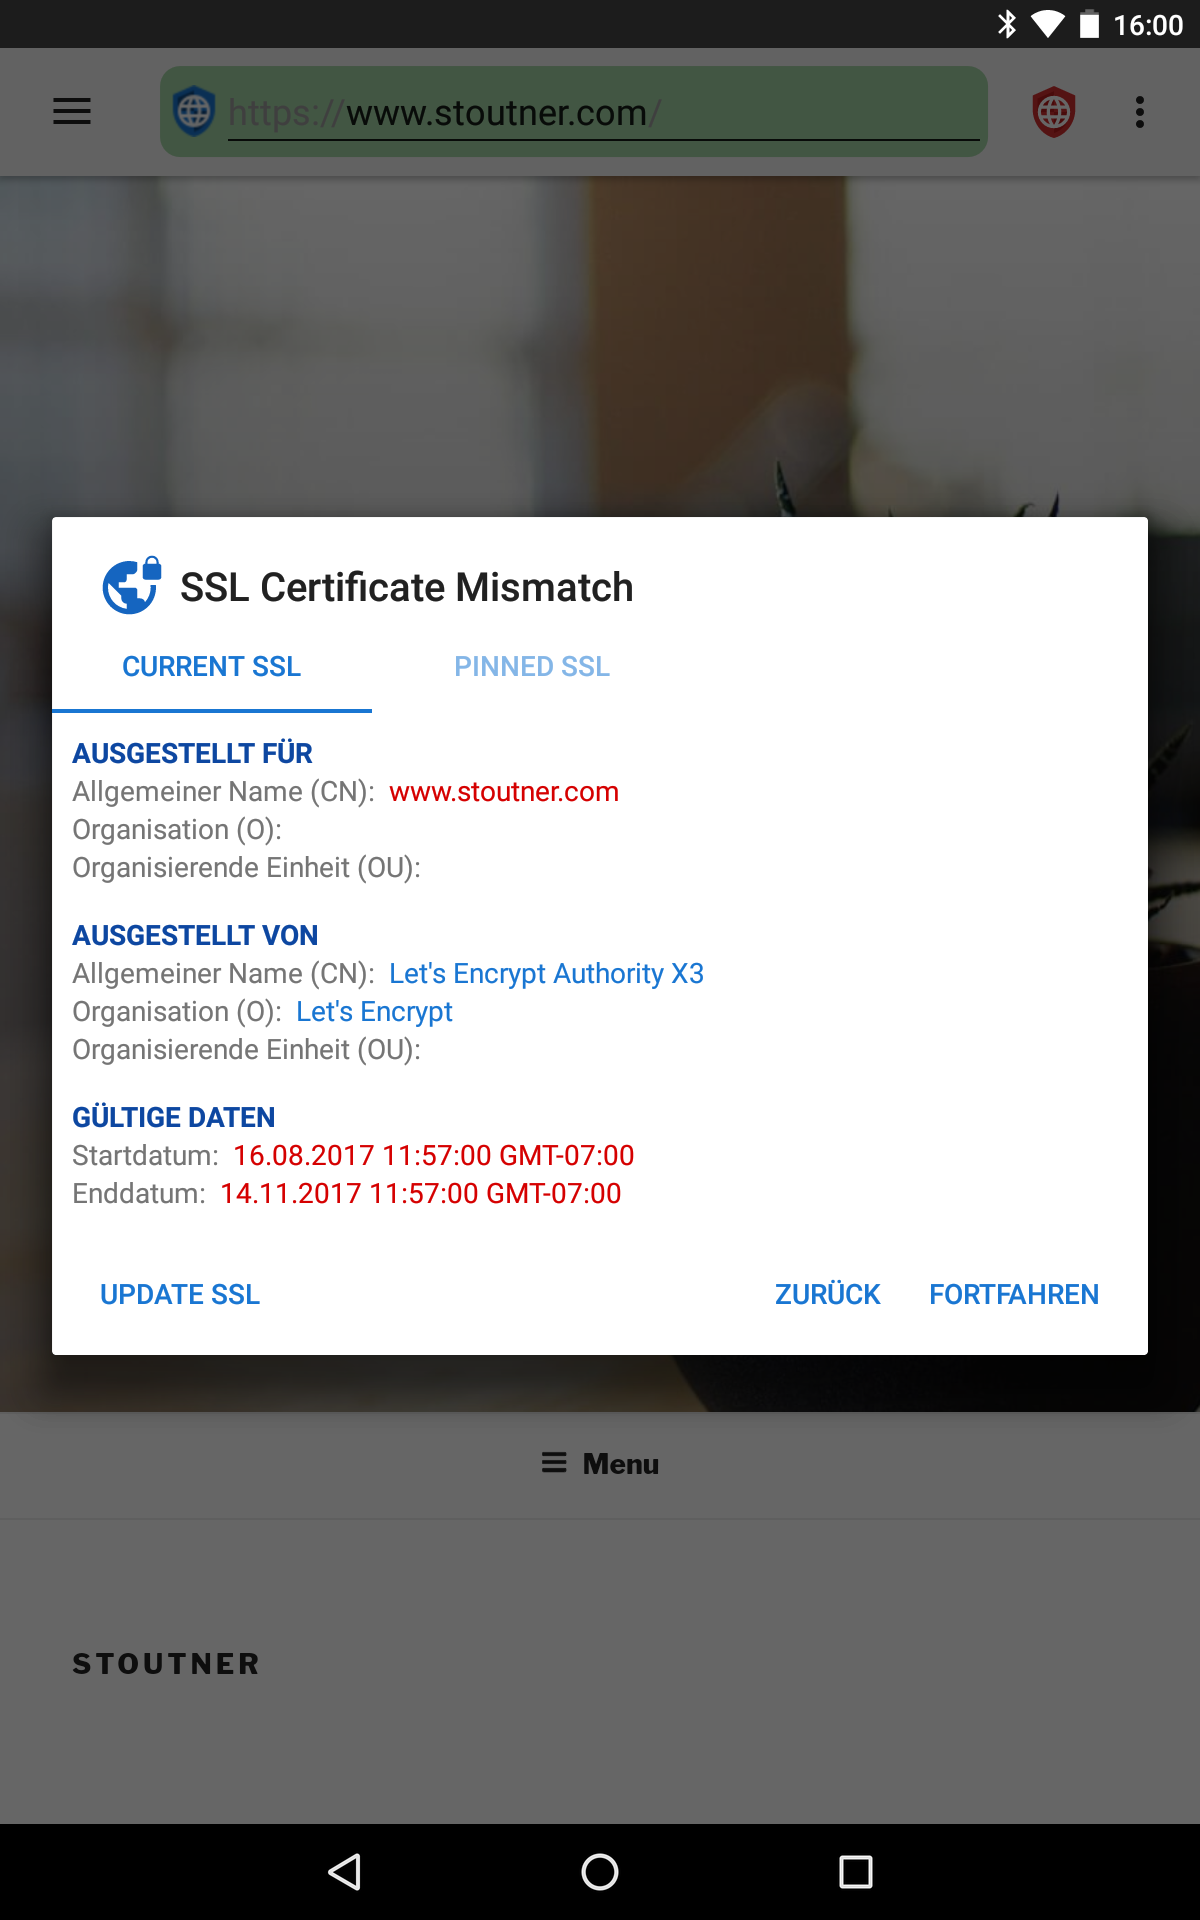 16:00
https://www.stoutner.com/
SSL Certificate Mismatch
CURRENT SSL PINNED SSL
AUSGESTELLT FÜR
Allgemeiner Name (CN): www.stoutner.com
Organisation (O):
Organisierende Einheit (OU):
AUSGESTELLT VON
Allgemeiner Name (CN): Let's Encrypt Authority X3
Organisation (O): Let's Encrypt
Organisierende Einheit (OU):
GÜLTIGE DATEN
Startdatum: 16.08.2017 11:57:00 GMT-07:00
Enddatum: 14.11.2017 11:57:00 GMT-07:00
UPDATE SSL ZURÜCK FORTFAHREN
Menu
STOUTNER